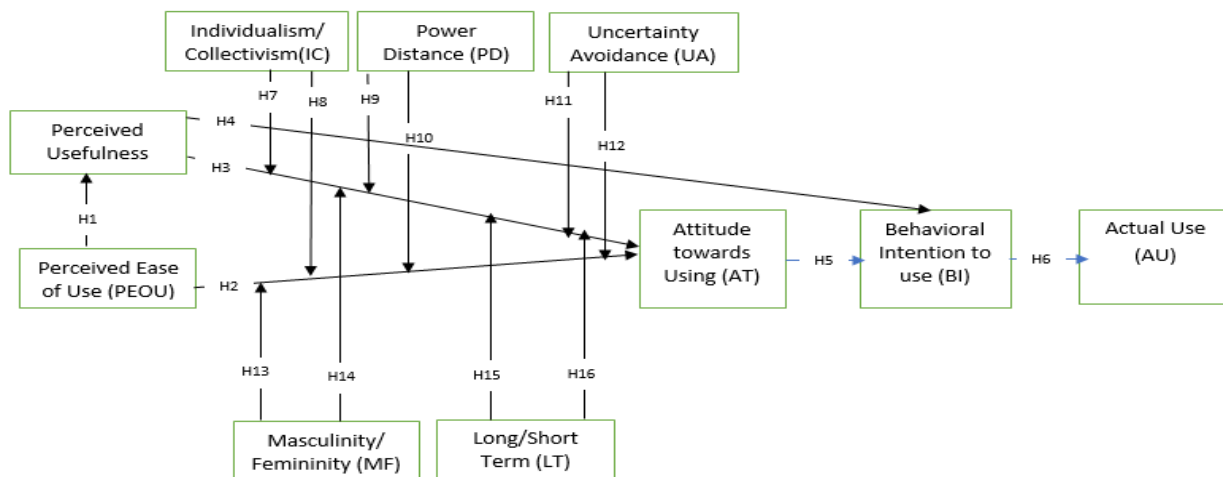 Individualism/
Collectivism(IC)
Power
Distance (PD)
Uncertainty
Avoidance (UA)
H7
H8
H9
H10
H11
H12
Perceived
Usefulness
H4
H3
H1
Perceived Ease
of Use (PEOU)
H2
Attitude
towards
Using (AT)
H5
Behavioral
Intention to
use (BI)
H6
Actual Use
(AU)
H13
H14
H15
H16
Masculinity/
Femininity (MF)
Long/Short
Term (LT)